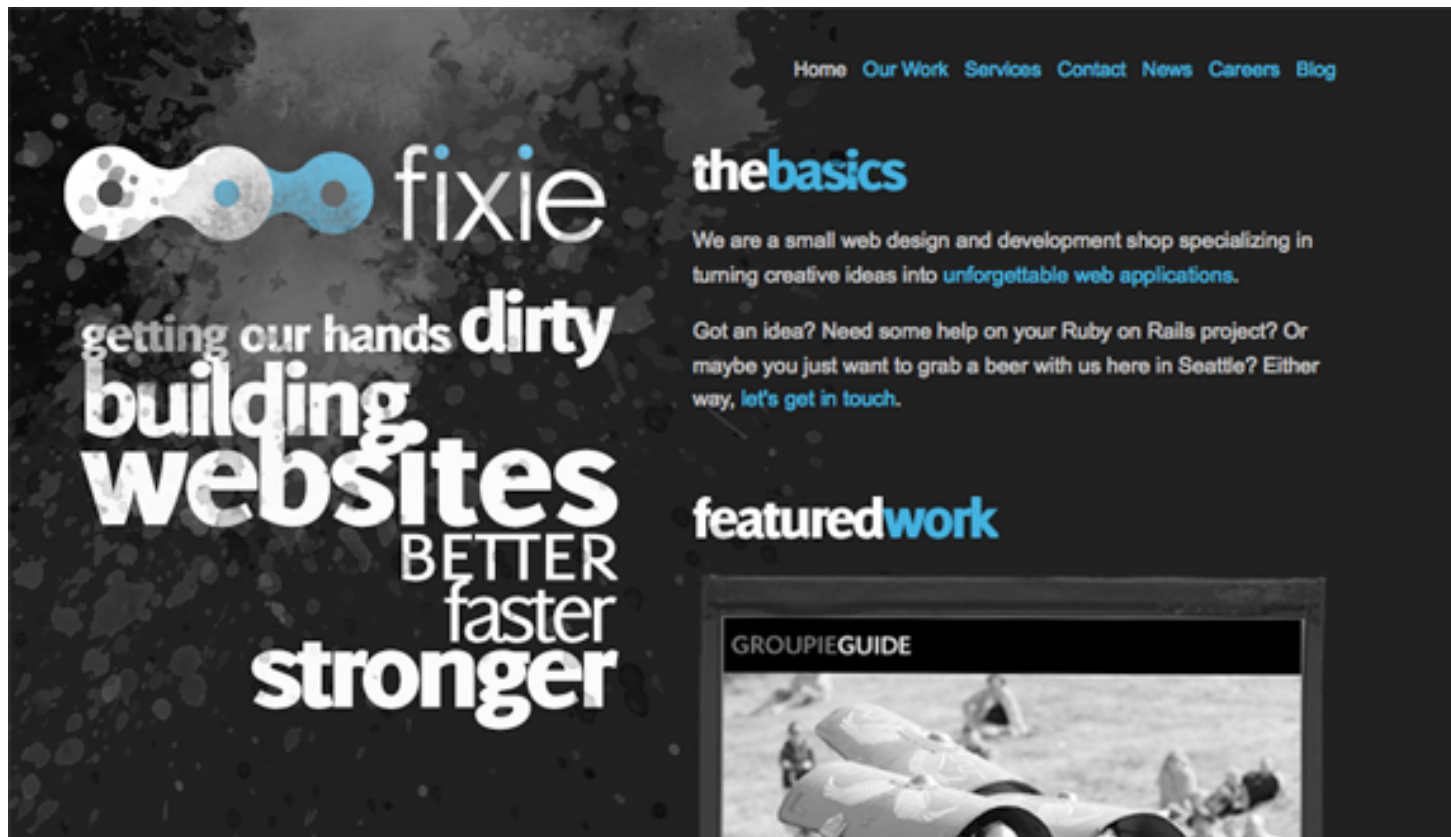 Home Our Work Services Contact News Careers Blog
fixie
getting our hands dirty
building
websites
BETTER
faster
stronger
thebasics
We are a small web design and development shop specializing in
turning creative ideas into unforgettable web applications.
Got an idea? Need some help on your Ruby on Rails project? Or
maybe you just want to grab a beer with us here in Seattle? Either
way, let's get in touch.
featuredwork
GROUPIEGUIDE